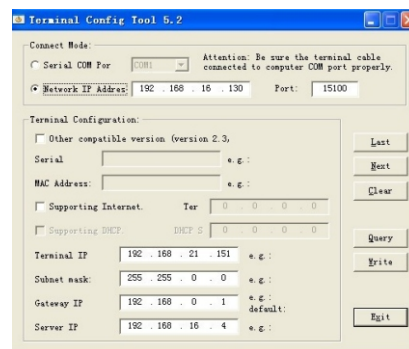 Terminal Config Tool 5.2
Connect Mode:
Serial COM Por COM1 Attention: Be sure the terminal cable
connected to computer COM port properly.
Network IP Addres 192 . 168 . 16 . 130 Port: 15100
Terminal Configuration:
Other compatible version (version 2.3,
Last
Serial e.g.:
Next
MAC Address: e.g.:
Clear
Supporting Internet. Ter 0 . 0 . 0 . 0
Supporting DHCP. DHCP S 0 . 0 . 0 . 0
Query
Terminal IP 192 . 168 . 21 . 151 e.g.:
Write
Subnet mask: 255 . 255 . 0 . 0 e.g.:
Gateway IP 192 . 168 . 0 . 1 e.g.:
default:
Exit
Server IP 192 . 168 . 16 . 4 e.g.: